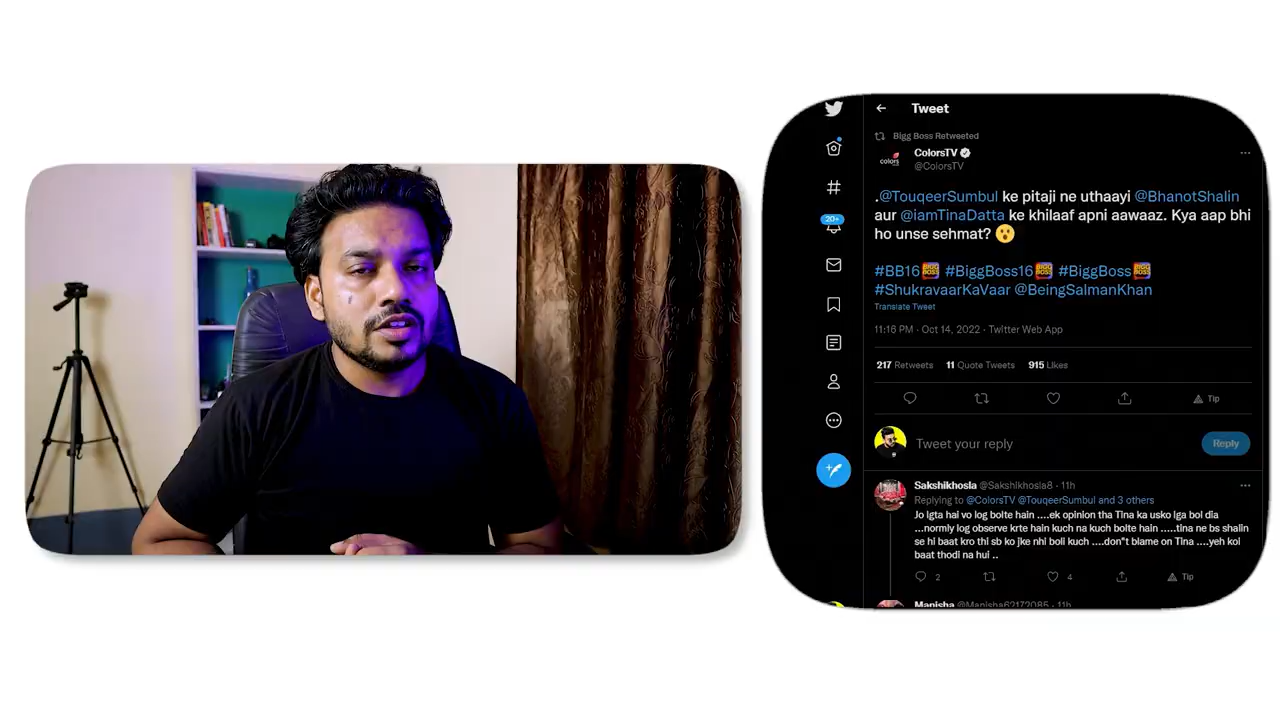 Tweet
Bigg Boss Retweeted
ColorsTV
colors
@ColorsTV
.@TouqeerSumbul ke pitaji ne uthaayi @BhanotShalin
aur @iamTinaDatta ke khilaaf apni aawaaz. Kya aap bhi
ho unse sehmat? 😮
#BB16 #BiggBoss16 #BiggBoss
#ShukravaarKaVaar @BeingSalmanKhan
Translate Tweet
11:16 PM · Oct 14, 2022 · Twitter Web App
217 Retweets 11 Quote Tweets 915 Likes
Tip
20+
Tweet your reply
Reply
Sakshikhosla @Sakshikhosla8 · 11h
Replying to @ColorsTV @TouqeerSumbul and 3 others
Jo lgta hai vo log bolte hain ....ek opinion tha Tina ka usko lga bol dia
...normly log observe krte hain kuch na kuch bolte hain .....tina ne bs shalin
se hi baat kro thi sb ko jke nhi boli kuch ....don"t blame on Tina ....yeh koi
baat thodi na hui ..
2 4 Tip
Manisha @Manisha62172085 · 11h